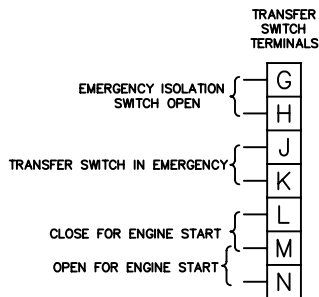 TRANSFER
SWITCH
TERMINALS
EMERGENCY ISOLATION
SWITCH OPEN
G
H
TRANSFER SWITCH IN EMERGENCY
J
K
CLOSE FOR ENGINE START
L
M
OPEN FOR ENGINE START
N